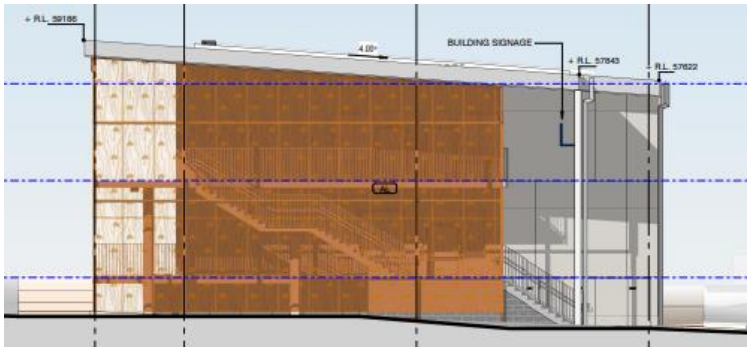 + R.L. 59186
4.00°
BUILDING SIGNAGE
+ R.L. 57843
+ R.L. 57622
AL